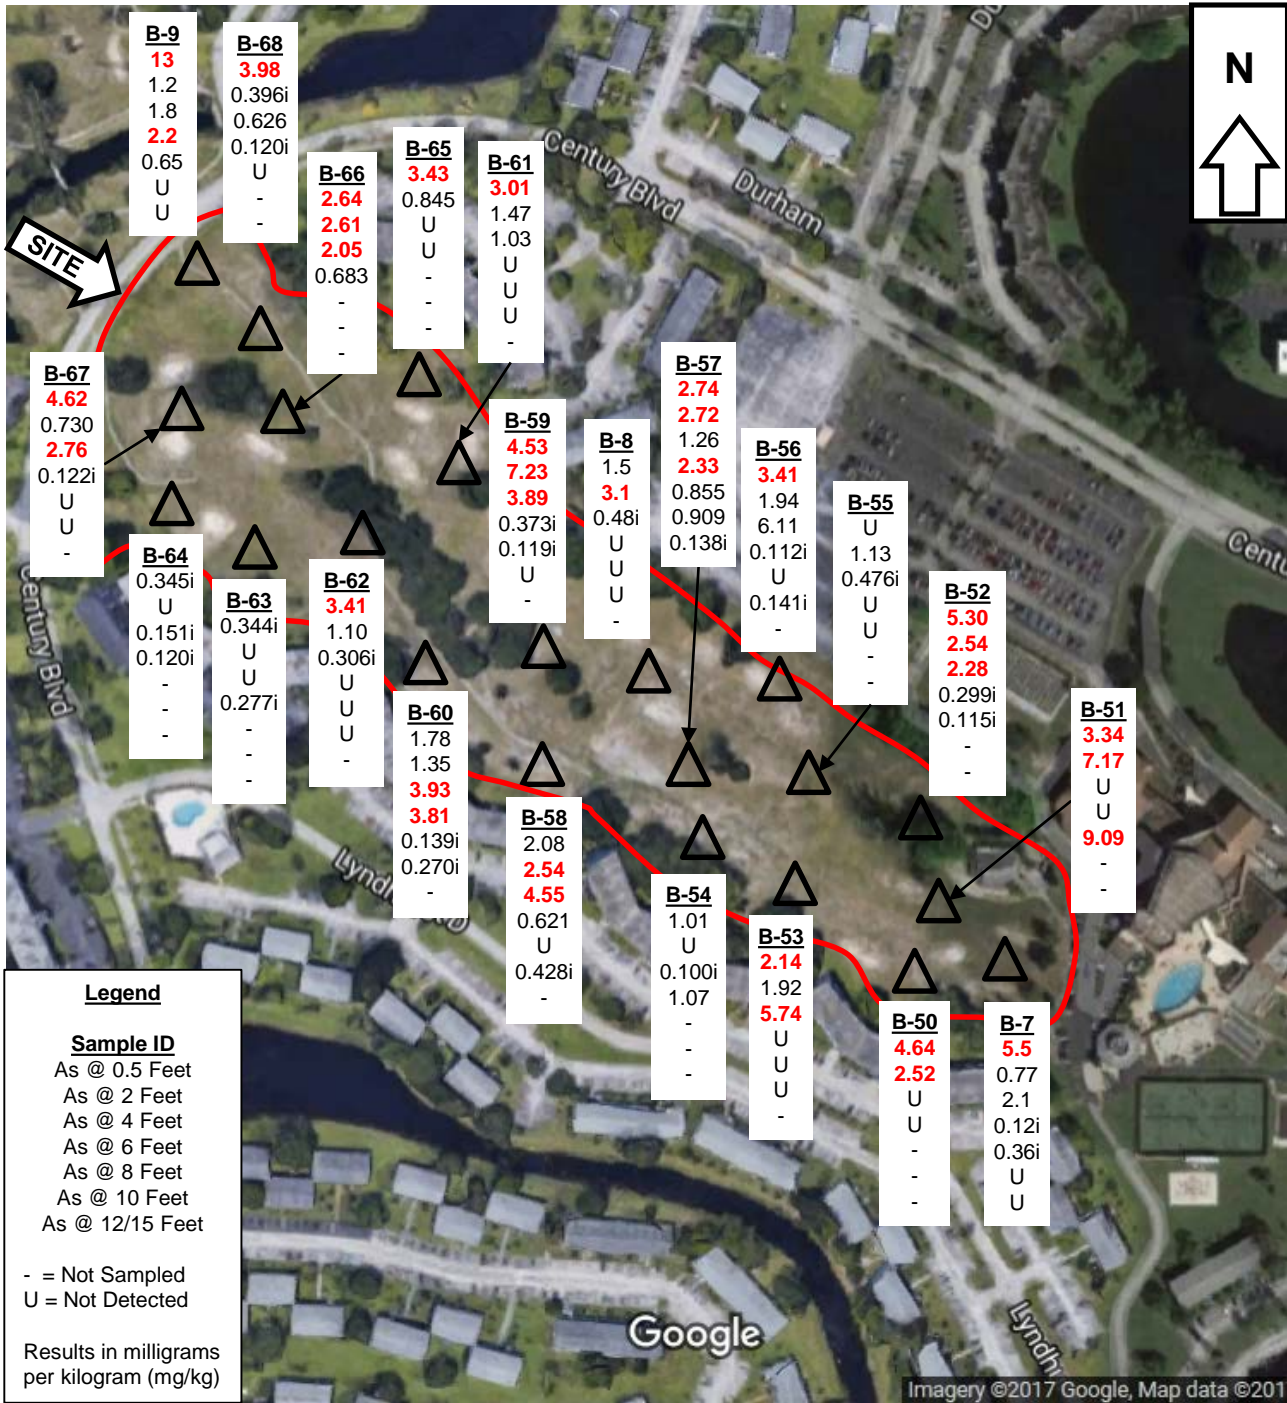 B-9
13
1.2
1.8
2.2
0.65
U
U
B-68
3.98
0.396i
0.626
0.120i
U
-
-
B-66
2.64
2.61
2.05
0.683
-
-
-
B-65
3.43
0.845
U
U
-
-
-
B-61
3.01
1.47
1.03
U
U
U
-
Century Blvd
Durham
Du
N
SITE
B-67
4.62
0.730
2.76
0.122i
U
U
-
B-59
4.53
7.23
3.89
0.373i
0.119i
U
-
B-8
1.5
3.1
0.48i
U
U
U
-
B-57
2.74
2.72
1.26
2.33
0.855
0.909
0.138i
B-56
3.41
1.94
6.11
0.112i
U
0.141i
-
B-55
U
1.13
0.476i
U
U
-
-
B-52
5.30
2.54
2.28
0.299i
0.115i
-
-
Centu
B-51
3.34
7.17
U
U
9.09
-
-
B-64
0.345i
U
0.151i
0.120i
-
-
-
B-63
0.344i
U
U
0.277i
-
-
-
B-62
3.41
1.10
0.306i
U
U
U
-
Century Blvd
B-60
1.78
1.35
3.93
3.81
0.139i
0.270i
-
B-58
2.08
2.54
4.55
0.621
U
0.428i
-
B-54
1.01
U
0.100i
1.07
-
-
-
B-53
2.14
1.92
5.74
U
U
U
-
B-50
4.64
2.52
U
U
-
-
-
B-7
5.5
0.77
2.1
0.12i
0.36i
U
U
Lyndh D
Legend
Sample ID
As @ 0.5 Feet
As @ 2 Feet
As @ 4 Feet
As @ 6 Feet
As @ 8 Feet
As @ 10 Feet
As @ 12/15 Feet
- = Not Sampled
U = Not Detected
Results in milligrams
per kilogram (mg/kg)
Google
Lyndhu
Imagery ©2017 Google, Map data ©201